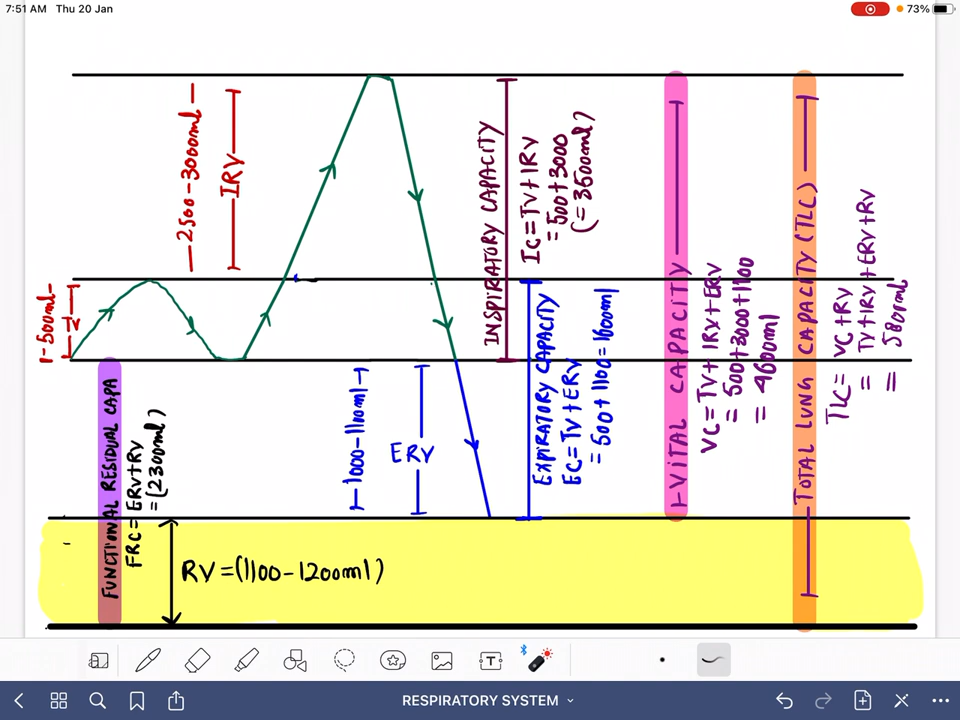 7:51 AM Thu 20 Jan
73%
500ml
TV
2500-3000ml
IRV
INSPIRATORY CAPACITY
IC=TV+IRV
=500+3000
(=3500ml)
VITAL CAPACITY
VC=TV+IRV+ERV
=500+3000+1100
=4600ml
TOTAL LUNG CAPACITY (TLC)
TLC= VC+RV
= TV+IRV+ERV+RV
= 5800ml
1000-1100ml
ERV
EXPIRATORY CAPACITY
EC=TV+ERV
=500+1100=1600ml
FUNCTIONAL RESIDUAL CAPA
FRC=ERV+RV
=(2300ml)
RV=(1100-1200ml)
RESPIRATORY SYSTEM